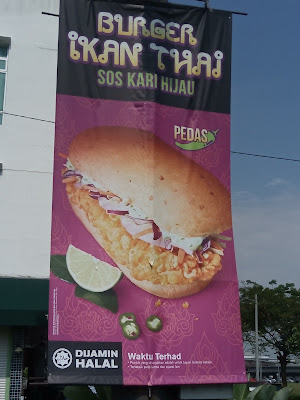 BURGER
IKAN THAI
SOS KARI HIJAU
PEDAS
DIJAMIN
HALAL
Waktu Terhad